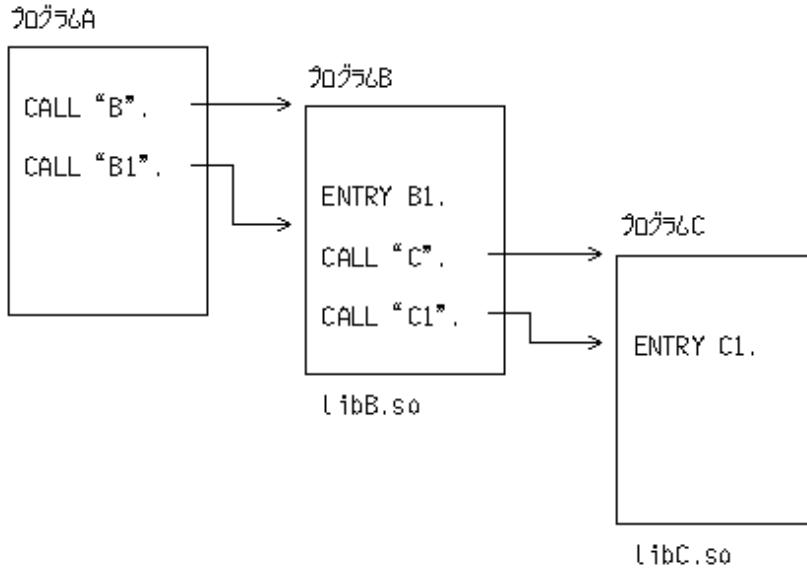 プログラムA
CALL “B”.
CALL “B1”.
プログラムB
ENTRY B1.
CALL “C”.
CALL “C1”.
libB.so
プログラムC
ENTRY C1.
libC.so